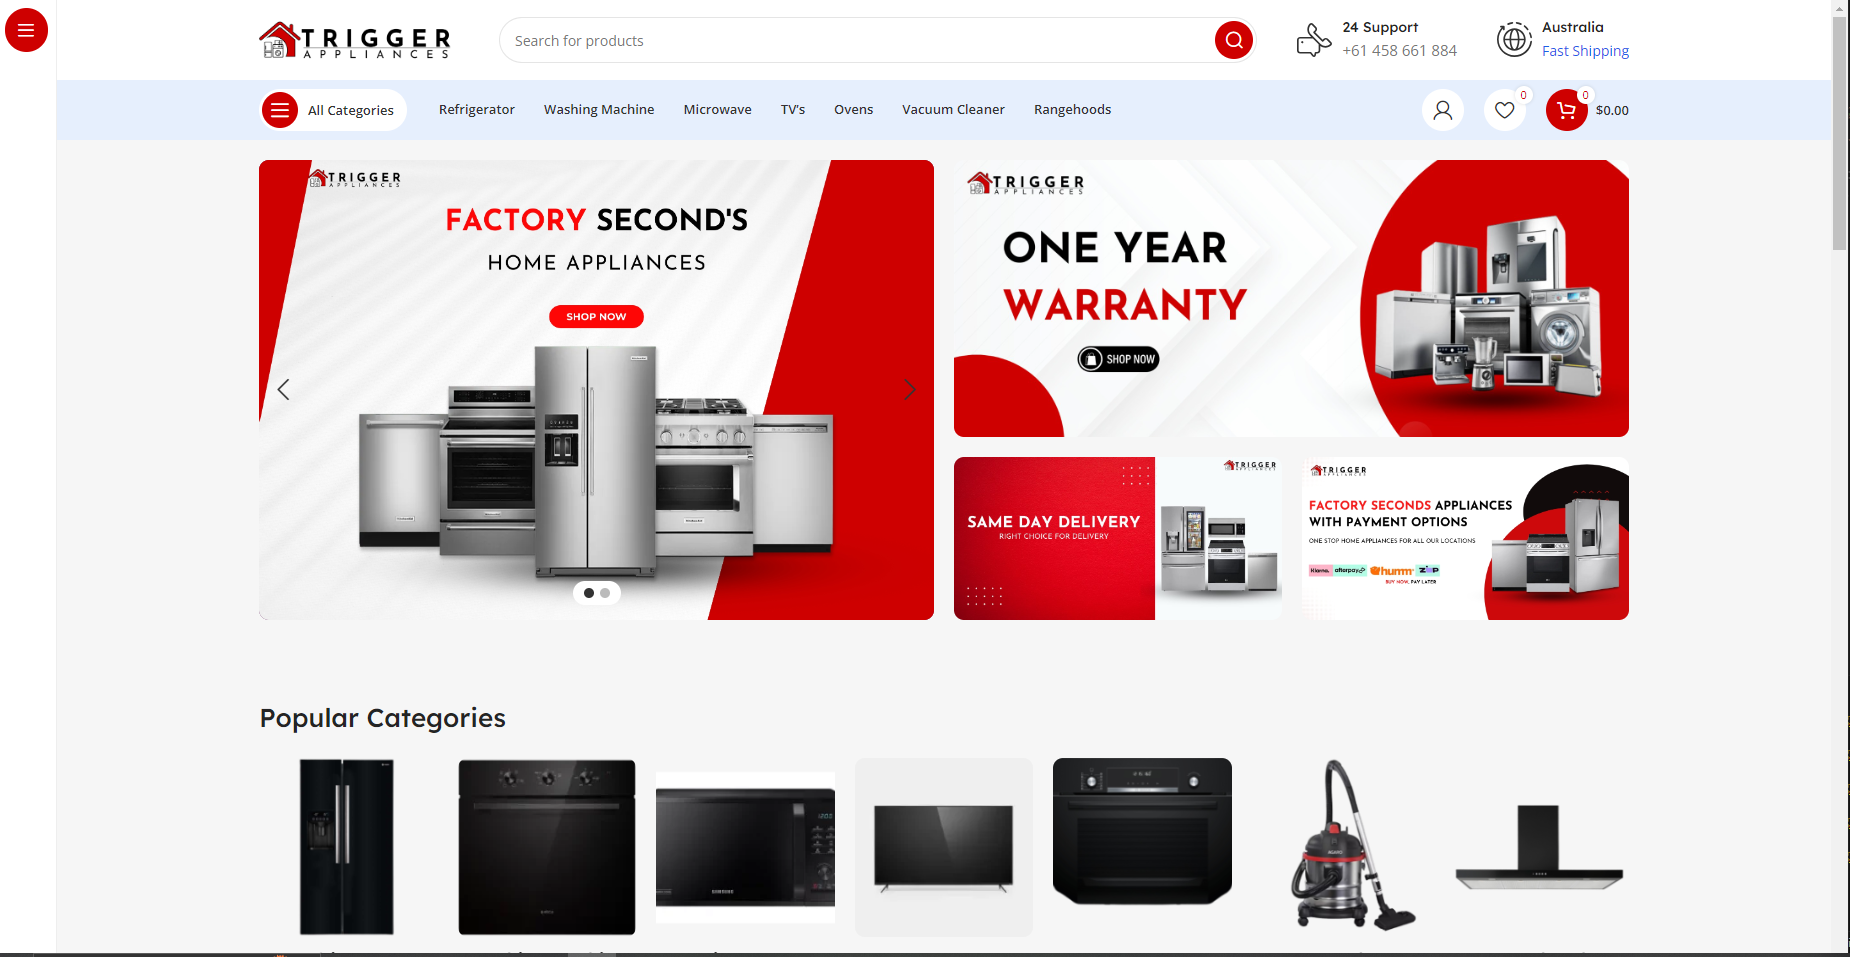 TRIGGER
APPLIANCES
Search for products
24 Support
+61 458 661 884
Australia
Fast Shipping
All Categories
Refrigerator
Washing Machine
Microwave
TV's
Ovens
Vacuum Cleaner
Rangehoods
0
0
$0.00
TRIGGER
APPLIANCES
FACTORY SECOND'S
HOME APPLIANCES
SHOP NOW
TRIGGER
APPLIANCES
ONE YEAR
WARRANTY
SHOP NOW
TRIGGER
SAME DAY DELIVERY
RIGHT CHOICE FOR DELIVERY
TRIGGER
APPLIANCES
FACTORY SECONDS APPLIANCES
WITH PAYMENT OPTIONS
ONE STOP HOME APPLIANCES FOR ALL OUR LOCATIONS
Klarna. afterpay humm ZIP
BUY NOW, PAY LATER
Popular Categories
SAMSUNG